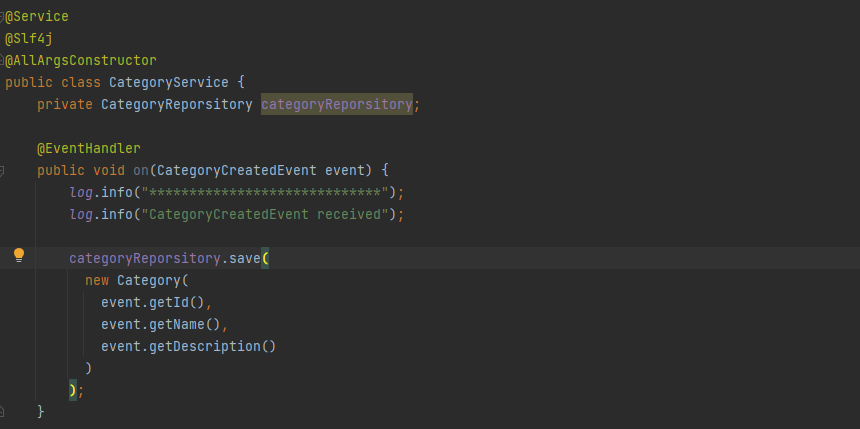 @Service
@Slf4j
@AllArgsConstructor
public class CategoryService {
private CategoryReporsitory categoryReporsitory;
@EventHandler
public void on(CategoryCreatedEvent event) {
log.info("*****************************");
log.info("CategoryCreatedEvent received");
categoryReporsitory.save(
new Category(
event.getId(),
event.getName(),
event.getDescription()
)
);
}